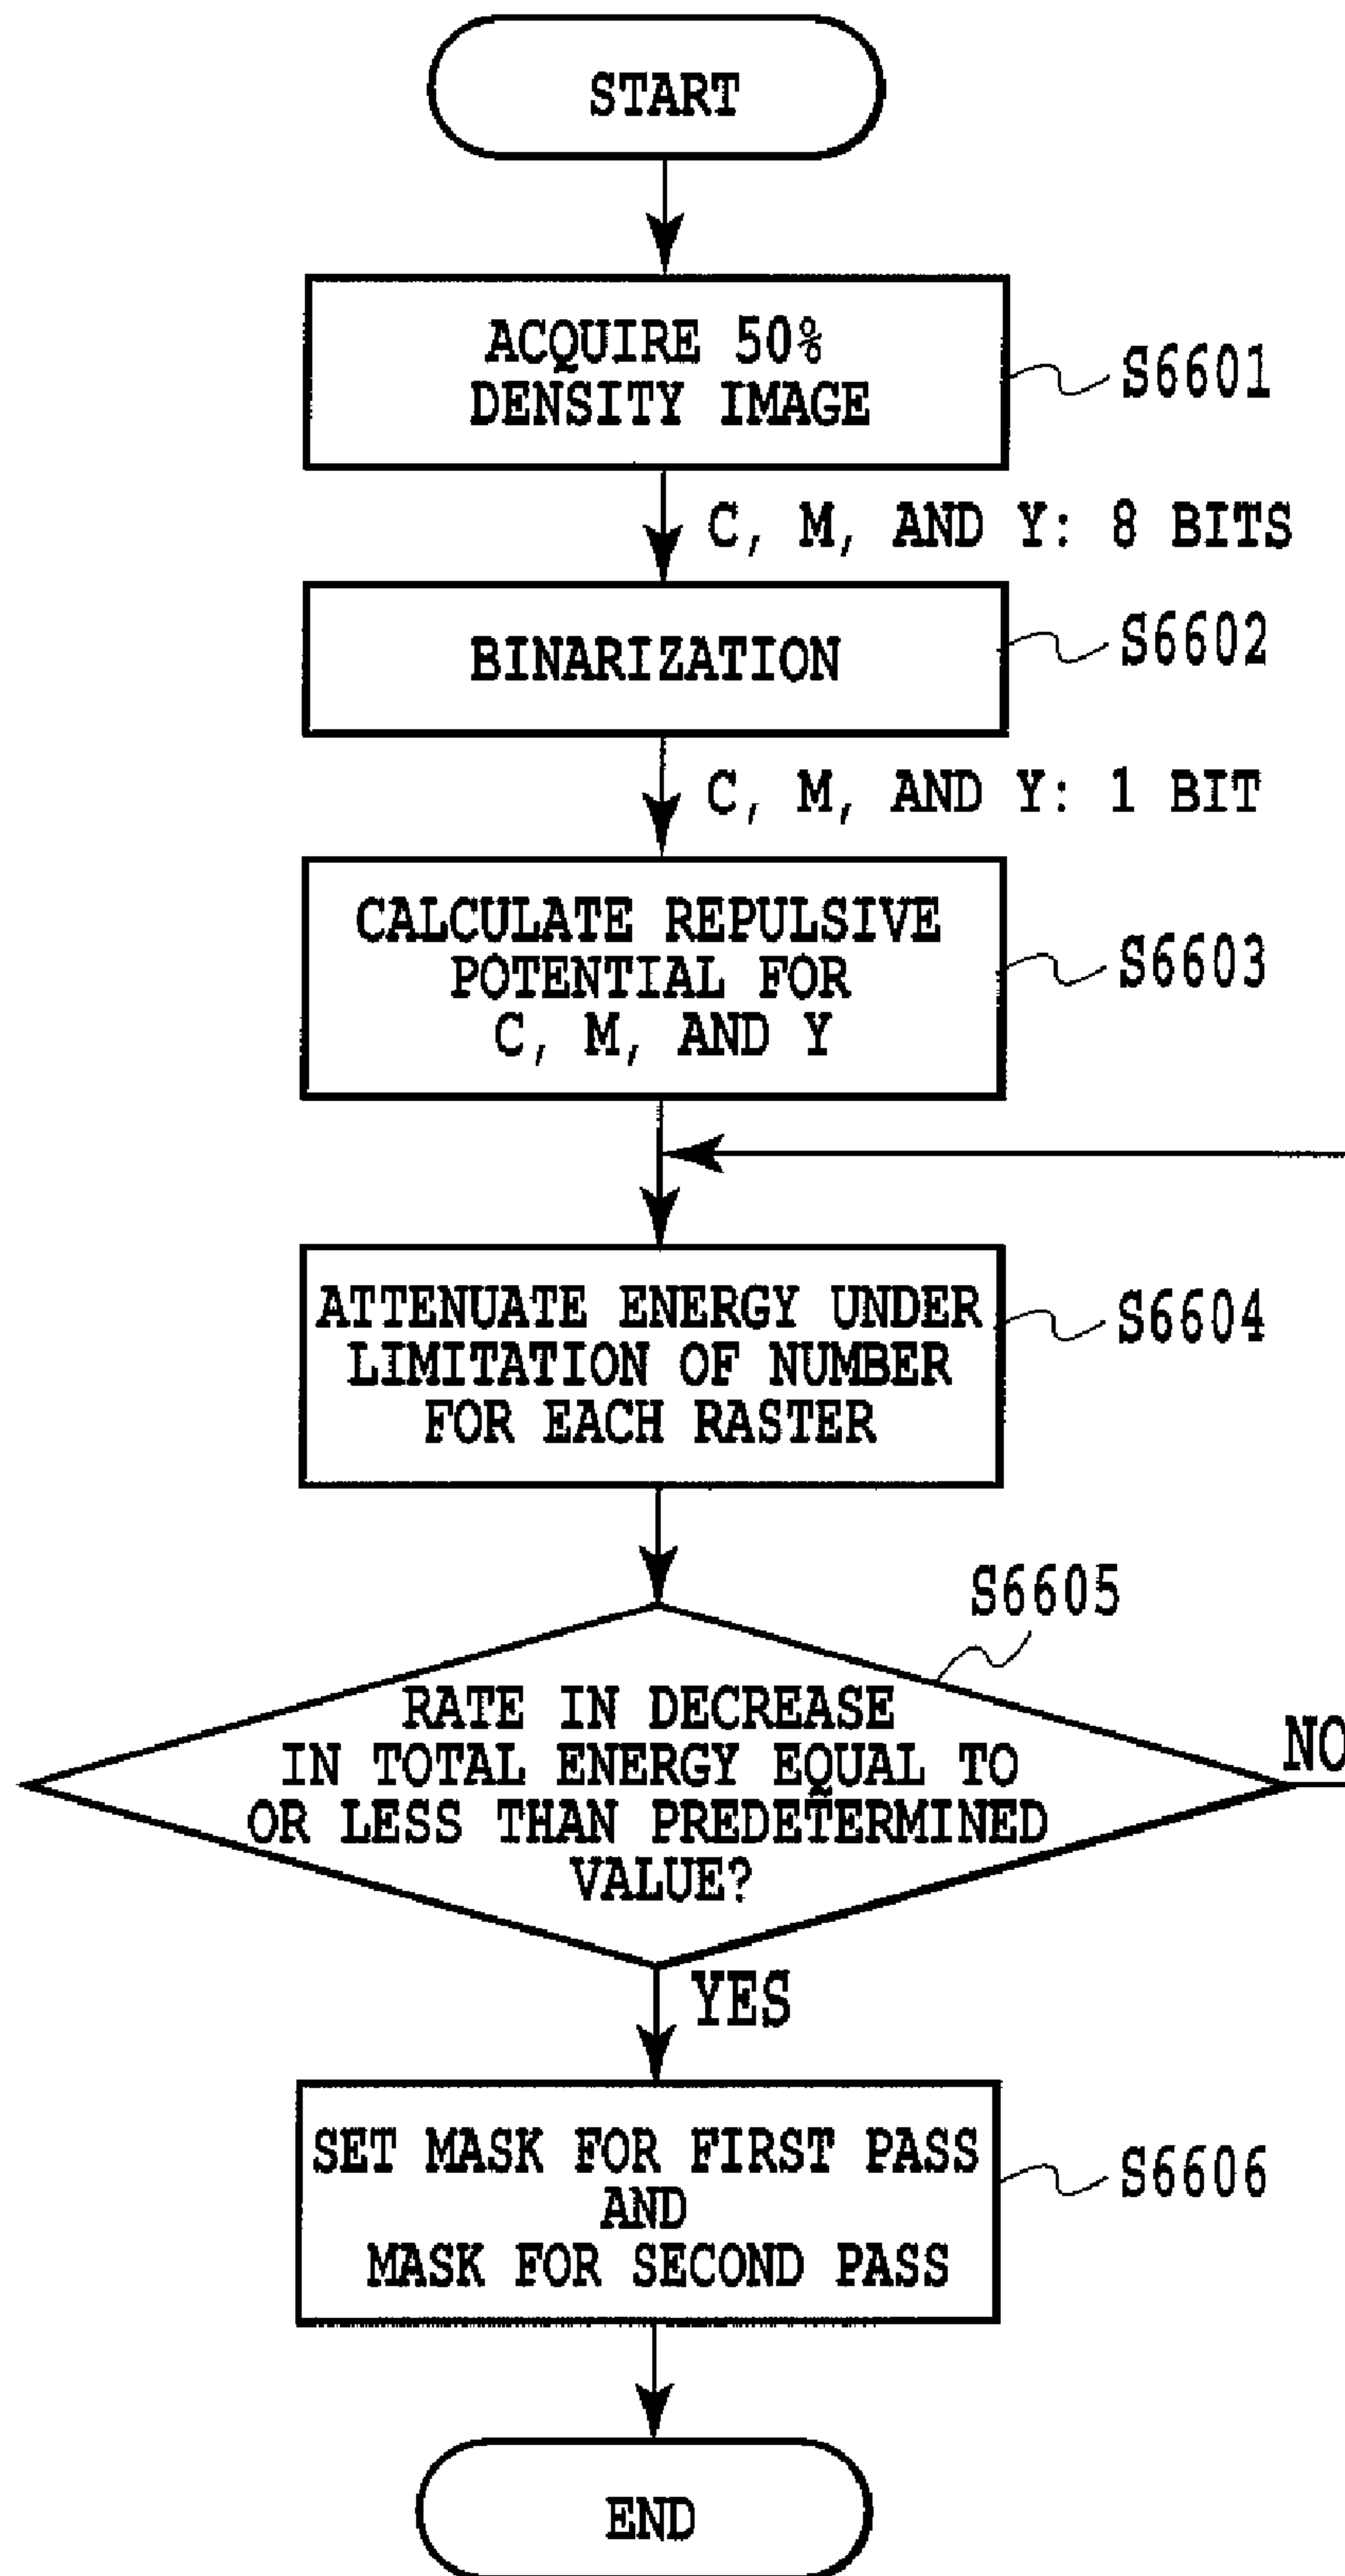 START
ACQUIRE 50%
DENSITY IMAGE
S6601
C, M, AND Y: 8 BITS
BINARIZATION
S6602
C, M, AND Y: 1 BIT
CALCULATE REPULSIVE
POTENTIAL FOR
C, M, AND Y
S6603
ATTENUATE ENERGY UNDER
LIMITATION OF NUMBER
FOR EACH RASTER
S6604
S6605
RATE IN DECREASE
IN TOTAL ENERGY EQUAL TO
OR LESS THAN PREDETERMINED
VALUE?
NO
YES
SET MASK FOR FIRST PASS
AND
MASK FOR SECOND PASS
S6606
END